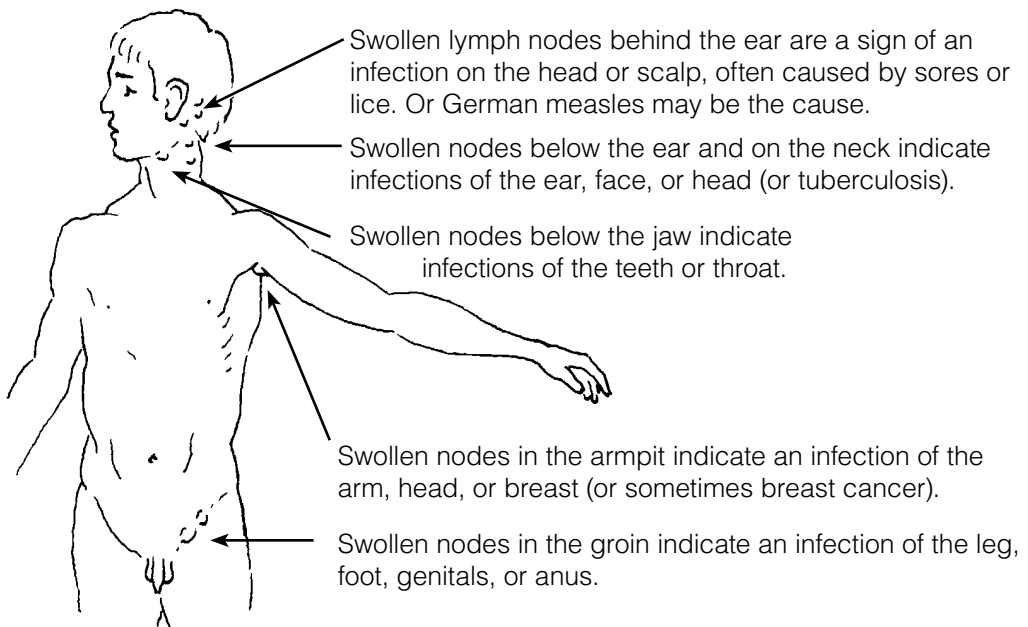 Swollen lymph nodes behind the ear are a sign of an
infection on the head or scalp, often caused by sores or
lice. Or German measles may be the cause.
Swollen nodes below the ear and on the neck indicate
infections of the ear, face, or head (or tuberculosis).
Swollen nodes below the jaw indicate
infections of the teeth or throat.
Swollen nodes in the armpit indicate an infection of the
arm, head, or breast (or sometimes breast cancer).
Swollen nodes in the groin indicate an infection of the leg,
foot, genitals, or anus.